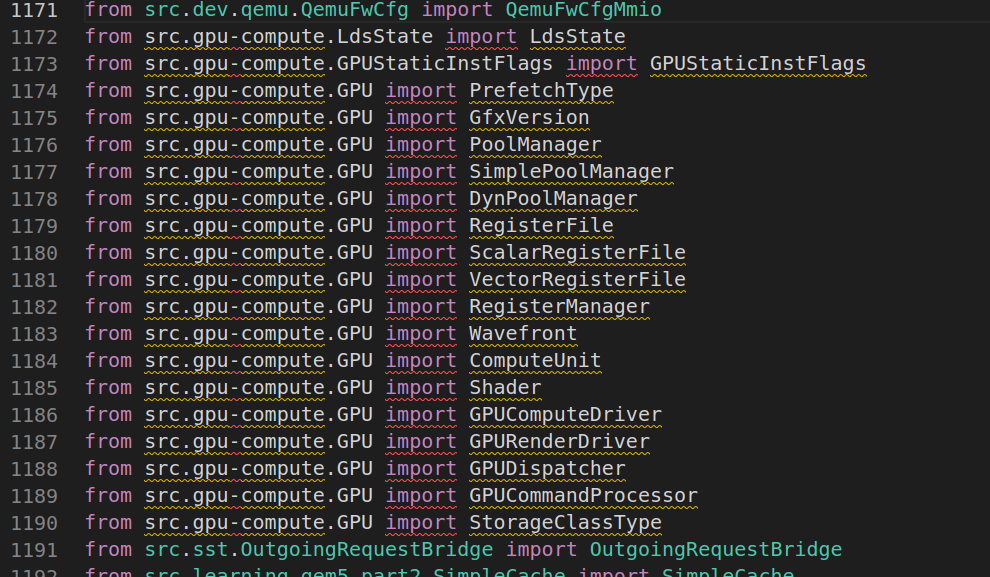 1171 from src.dev.qemu.QemuFwCfg import QemuFwCfgMmio
1172 from src.gpu-compute.LdsState import LdsState
1173 from src.gpu-compute.GPUStaticInstFlags import GPUStaticInstFlags
1174 from src.gpu-compute.GPU import PrefetchType
1175 from src.gpu-compute.GPU import GfxVersion
1176 from src.gpu-compute.GPU import PoolManager
1177 from src.gpu-compute.GPU import SimplePoolManager
1178 from src.gpu-compute.GPU import DynPoolManager
1179 from src.gpu-compute.GPU import RegisterFile
1180 from src.gpu-compute.GPU import ScalarRegisterFile
1181 from src.gpu-compute.GPU import VectorRegisterFile
1182 from src.gpu-compute.GPU import RegisterManager
1183 from src.gpu-compute.GPU import Wavefront
1184 from src.gpu-compute.GPU import ComputeUnit
1185 from src.gpu-compute.GPU import Shader
1186 from src.gpu-compute.GPU import GPUComputeDriver
1187 from src.gpu-compute.GPU import GPURenderDriver
1188 from src.gpu-compute.GPU import GPUDispatcher
1189 from src.gpu-compute.GPU import GPUCommandProcessor
1190 from src.gpu-compute.GPU import StorageClassType
1191 from src.sst.OutgoingRequestBridge import OutgoingRequestBridge
1192 from src.learning_gem5.part2.SimpleCache import SimpleCache